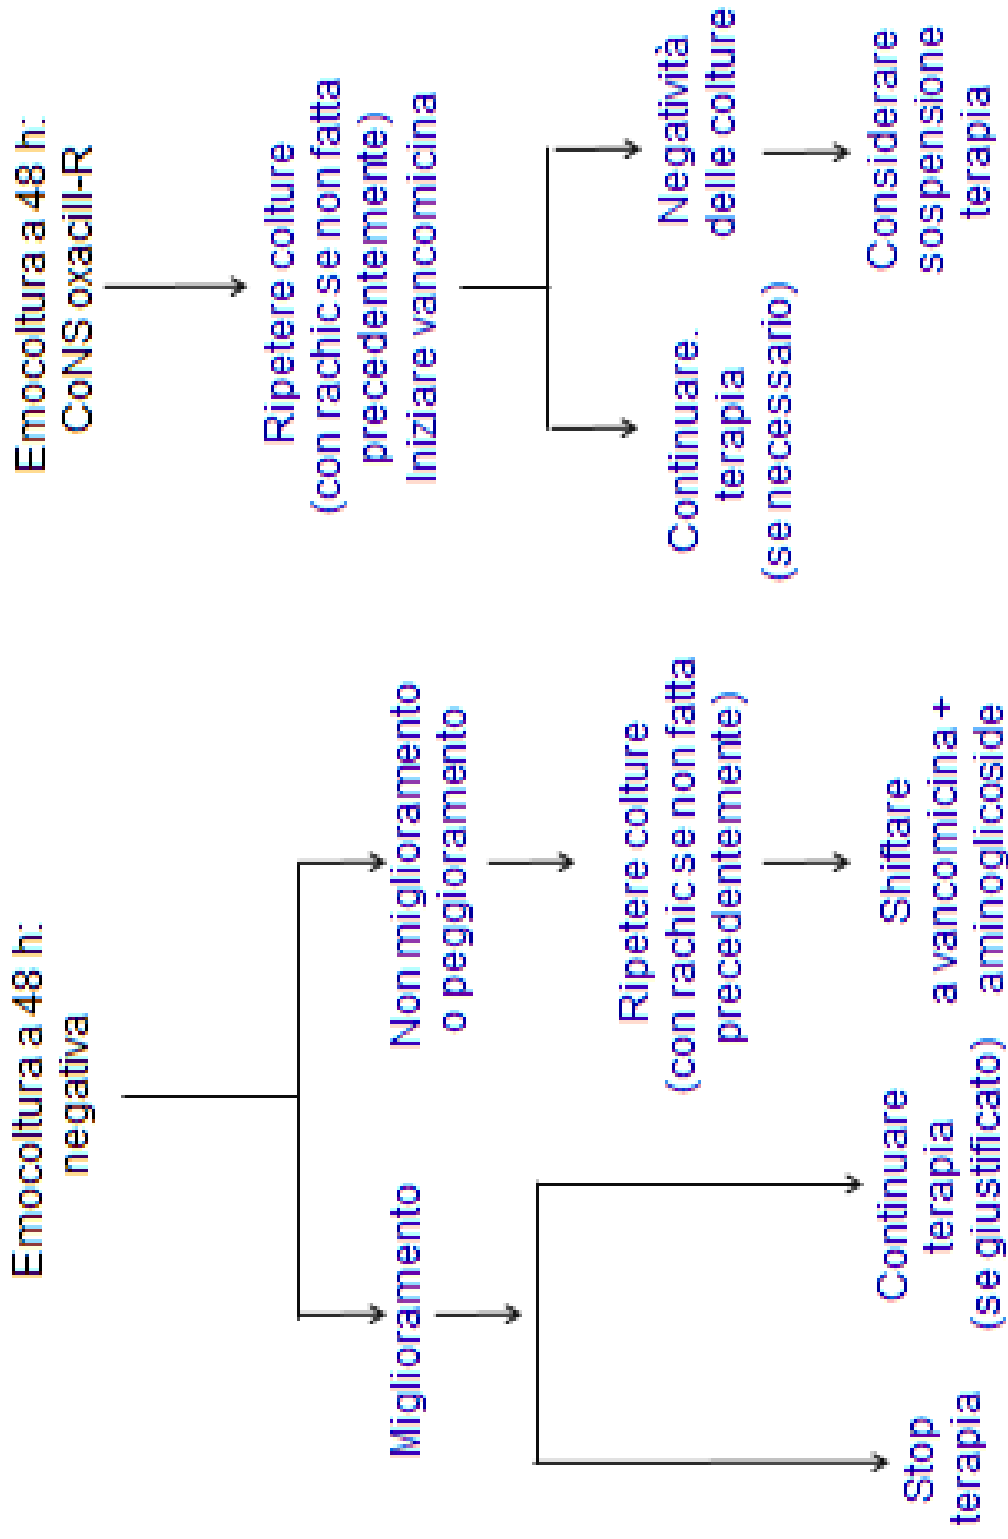 Emocoltura a 48 h:
negativa
Miglioramento
Non miglioramento
o peggioramento
Ripetere colture
(con rachic se non fatta
precedentemente)
Stop
terapia
Continuare
terapia
(se giustificato)
Shiftare
a vancomicina +
aminoglicoside
Emocoltura a 48 h:
CoNS oxacill-R
Ripetere colture
(con rachic se non fatta
precedentemente)
Iniziare vancomicina
Continuare.
terapia
(se necessario)
Negatività
delle colture
Considerare
sospensione
terapia